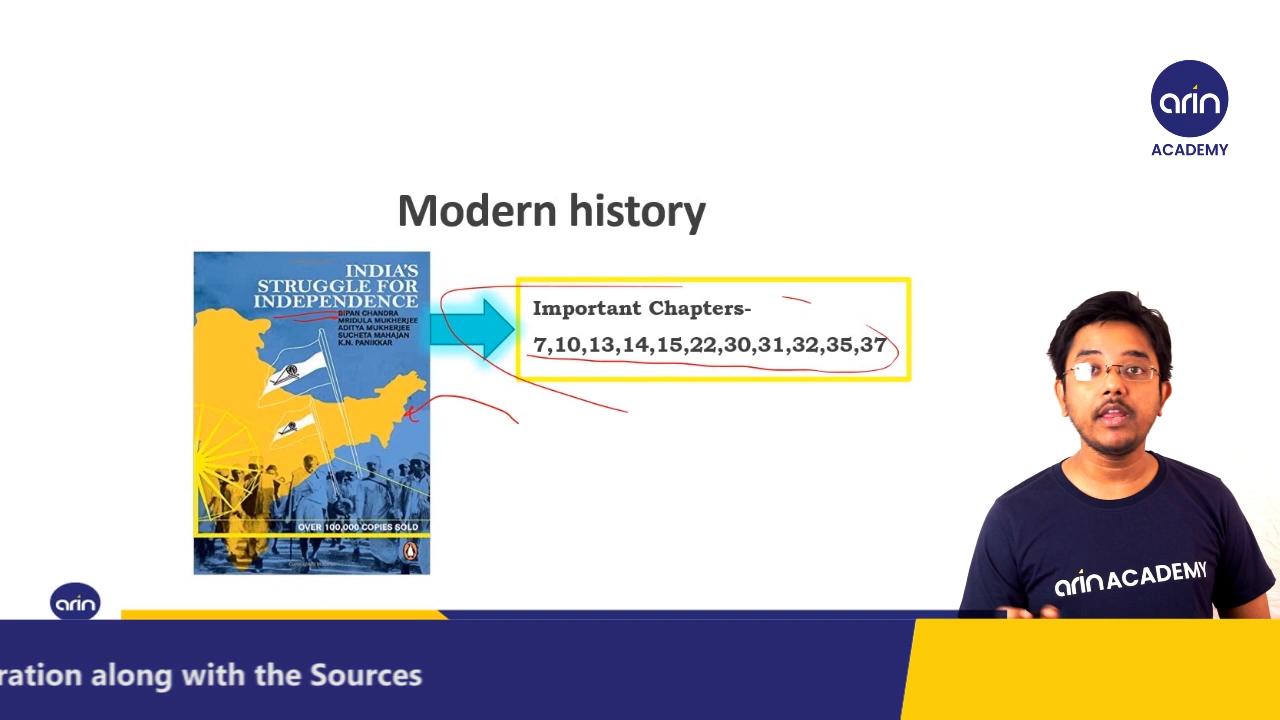 arin
ACADEMY
Modern history
INDIA'S
STRUGGLE FOR
INDEPENDENCE
BIPAN CHANDRA
MRIDULA MUKHERJEE
ADITYA MUKHERJEE
SUCHETA MAHAJAN
K.N. PANIKKAR
OVER 100,000 COPIES SOLD
Important Chapters-
7,10,13,14,15,22,30,31,32,35,37
arin ACADEMY
arin
ration along with the Sources